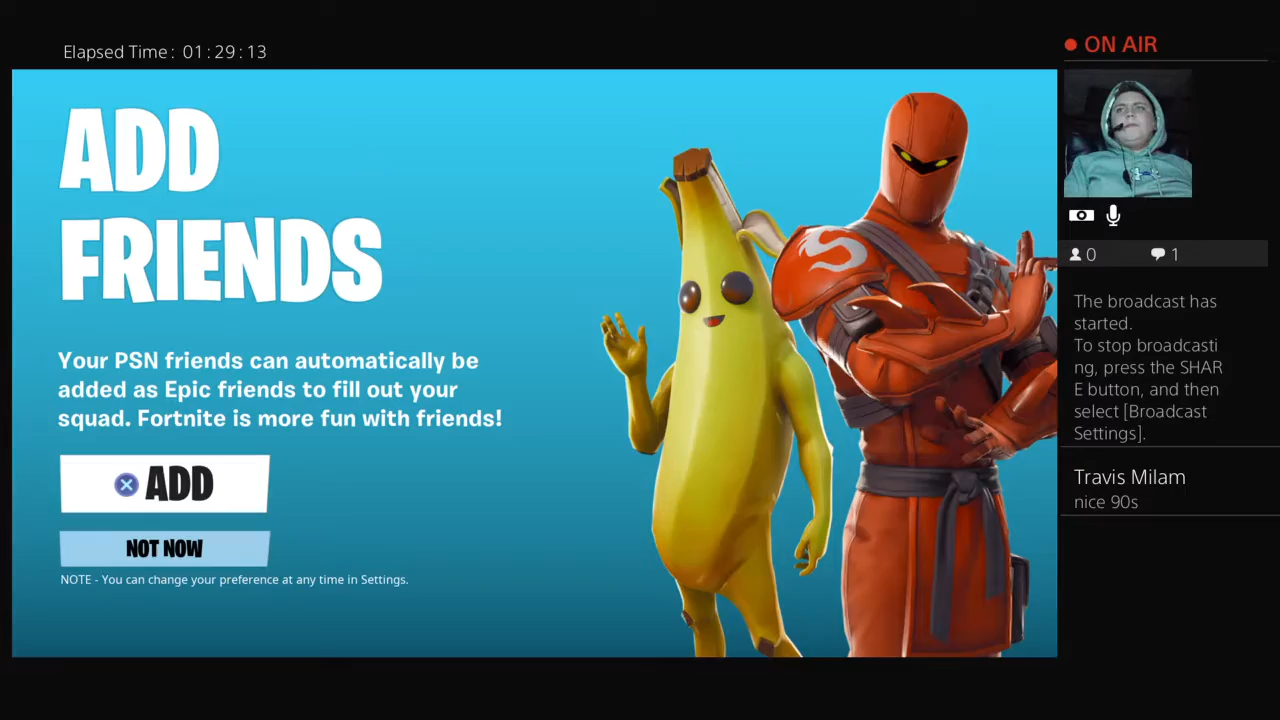 Elapsed Time: 01:29:13
ON AIR
ADD
FRIENDS
Your PSN friends can automatically be
added as Epic friends to fill out your
squad. Fortnite is more fun with friends!
ADD
NOT NOW
NOTE - You can change your preference at any time in Settings.
0 1
The broadcast has
started.
To stop broadcasti
ng, press the SHAR
E button, and then
select [Broadcast
Settings].
Travis Milam
nice 90s